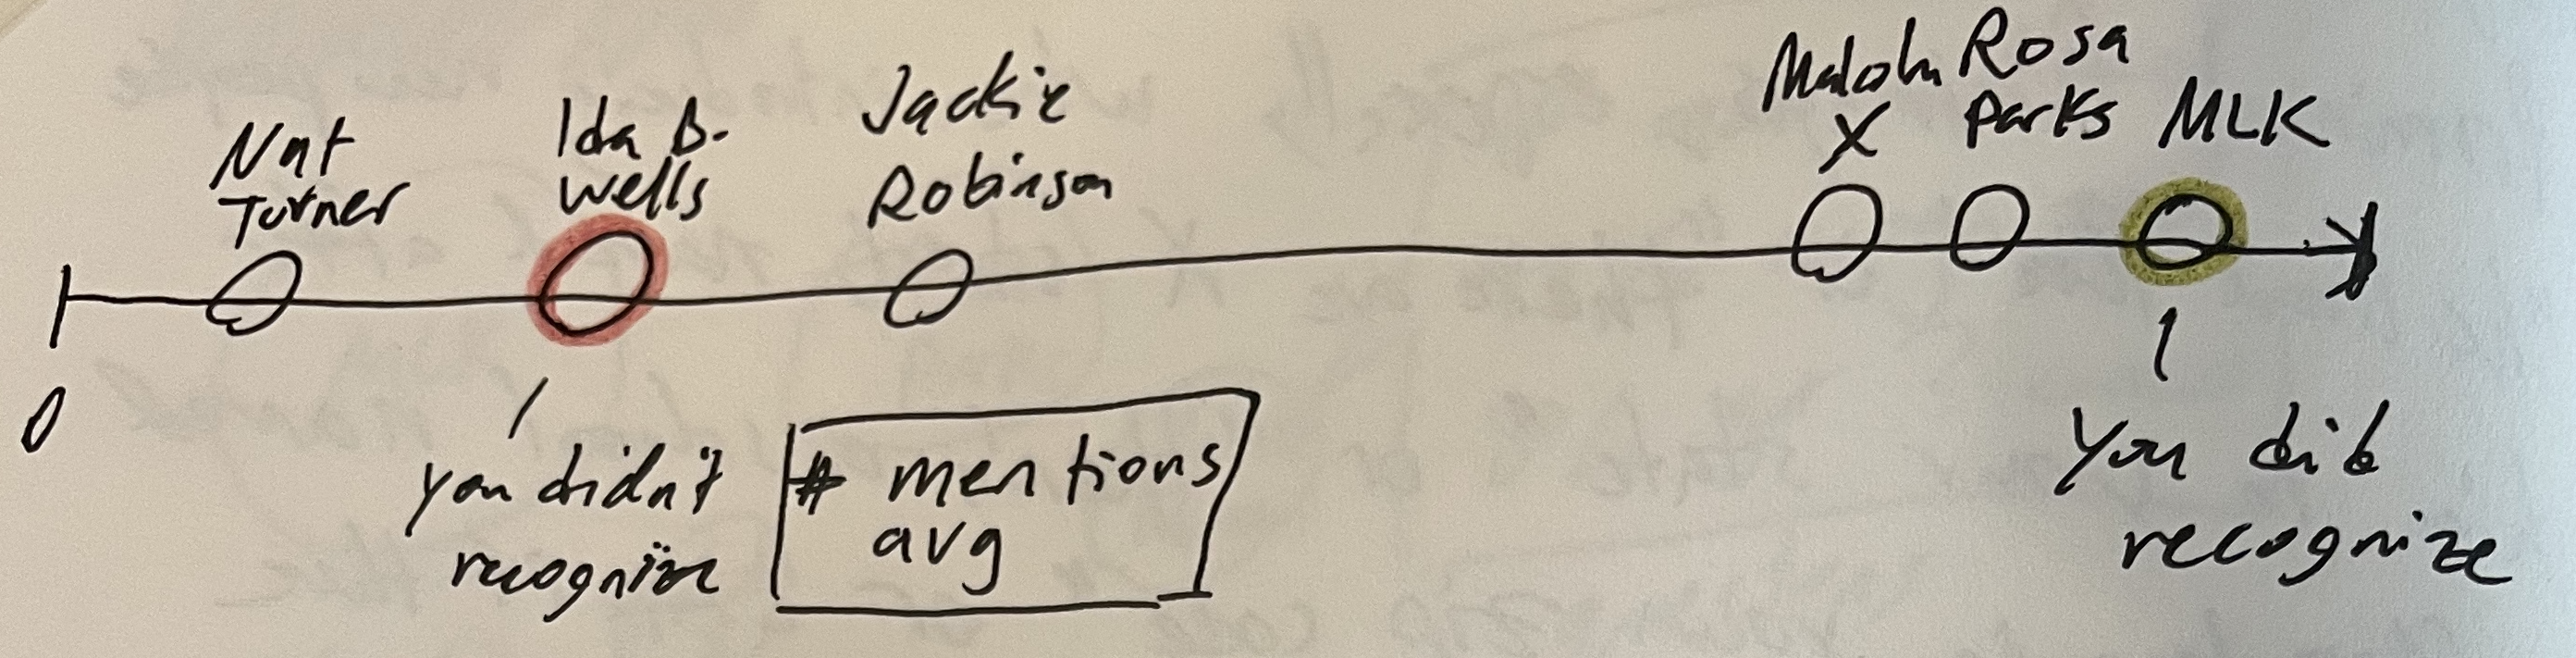 Nat
Turner
Ida B.
Wells
Jackie
Robinson
Malcolm
X
Rosa
Parks
MLK
0
you didn't
recognize
# mentions
avg
You did
recognize